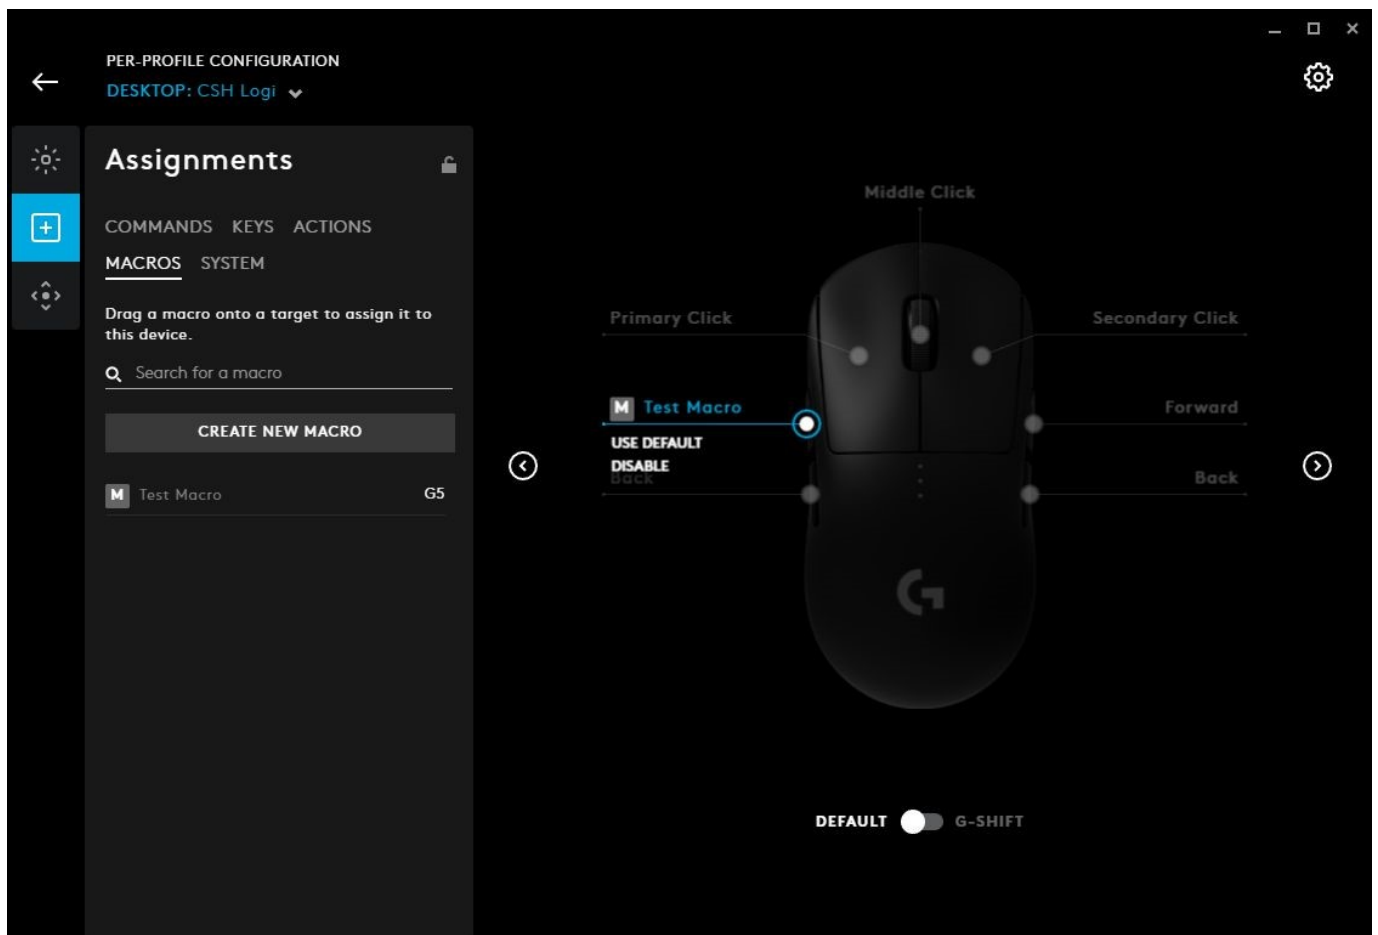 PER-PROFILE CONFIGURATION
DESKTOP: CSH Logi
Assignments
COMMANDS KEYS ACTIONS
MACROS SYSTEM
Drag a macro onto a target to assign it to
this device.
Search for a macro
CREATE NEW MACRO
M Test Macro G5
Middle Click
Primary Click
Secondary Click
M Test Macro
Forward
USE DEFAULT
DISABLE
Back
Back
G
DEFAULT G-SHIFT